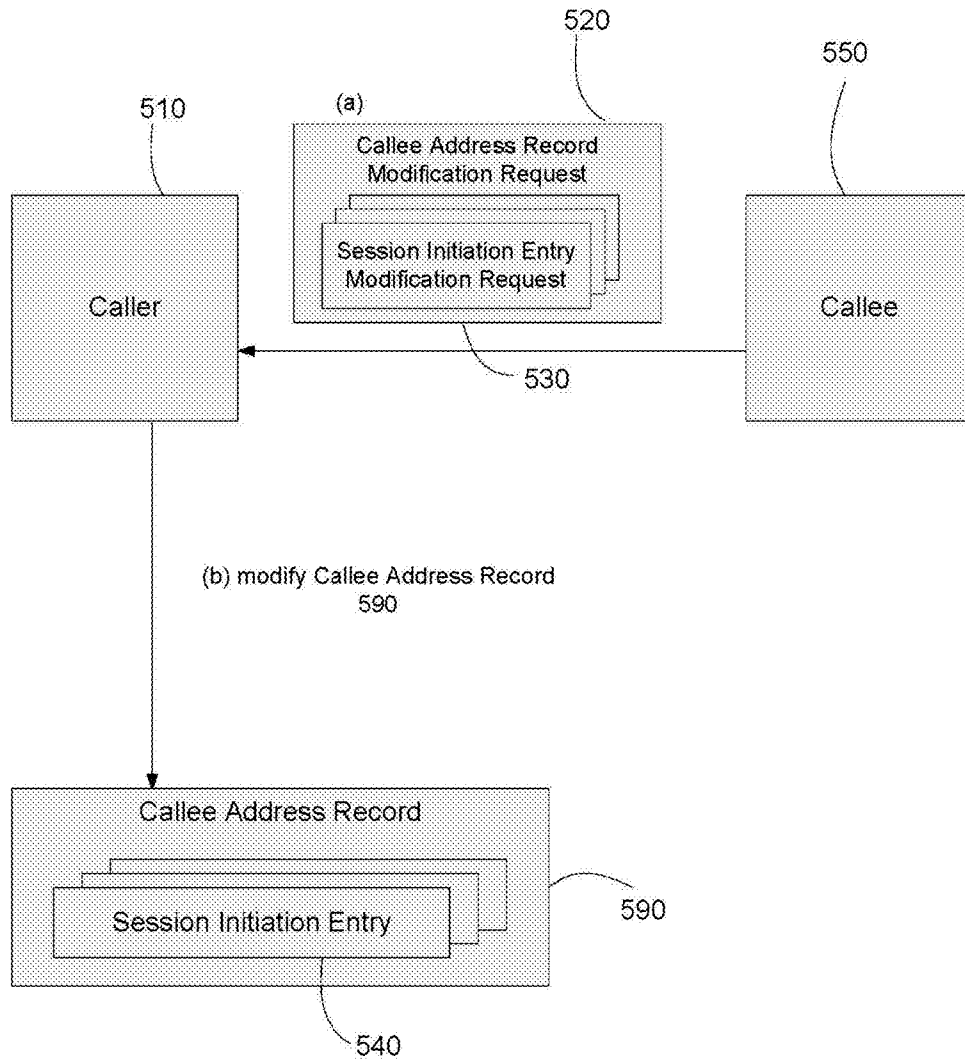 520
550
510
(a)
Callee Address Record
Modification Request
Session Initiation Entry
Modification Request
Caller
Callee
530
(b) modify Callee Address Record
590
Callee Address Record
Session Initiation Entry
590
540